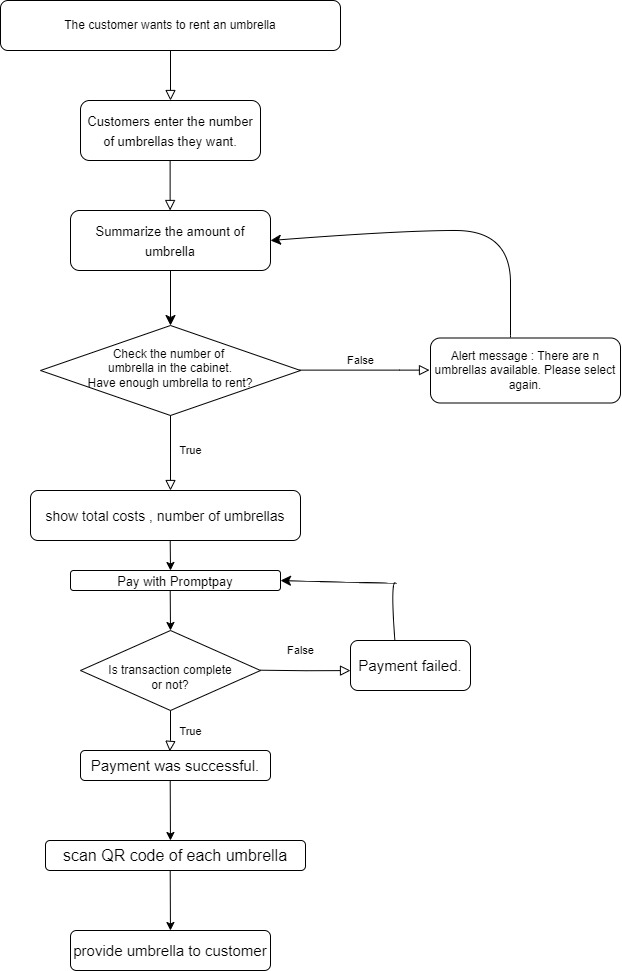 The customer wants to rent an umbrella
Customers enter the number
of umbrellas they want.
Summarize the amount of
umbrella
Check the number of
umbrella in the cabinet.
Have enough umbrella to rent?
False
Alert message : There are n
umbrellas available. Please select
again.
True
show total costs , number of umbrellas
Pay with Promptpay
Is transaction complete
or not?
False
Payment failed.
True
Payment was successful.
scan QR code of each umbrella
provide umbrella to customer